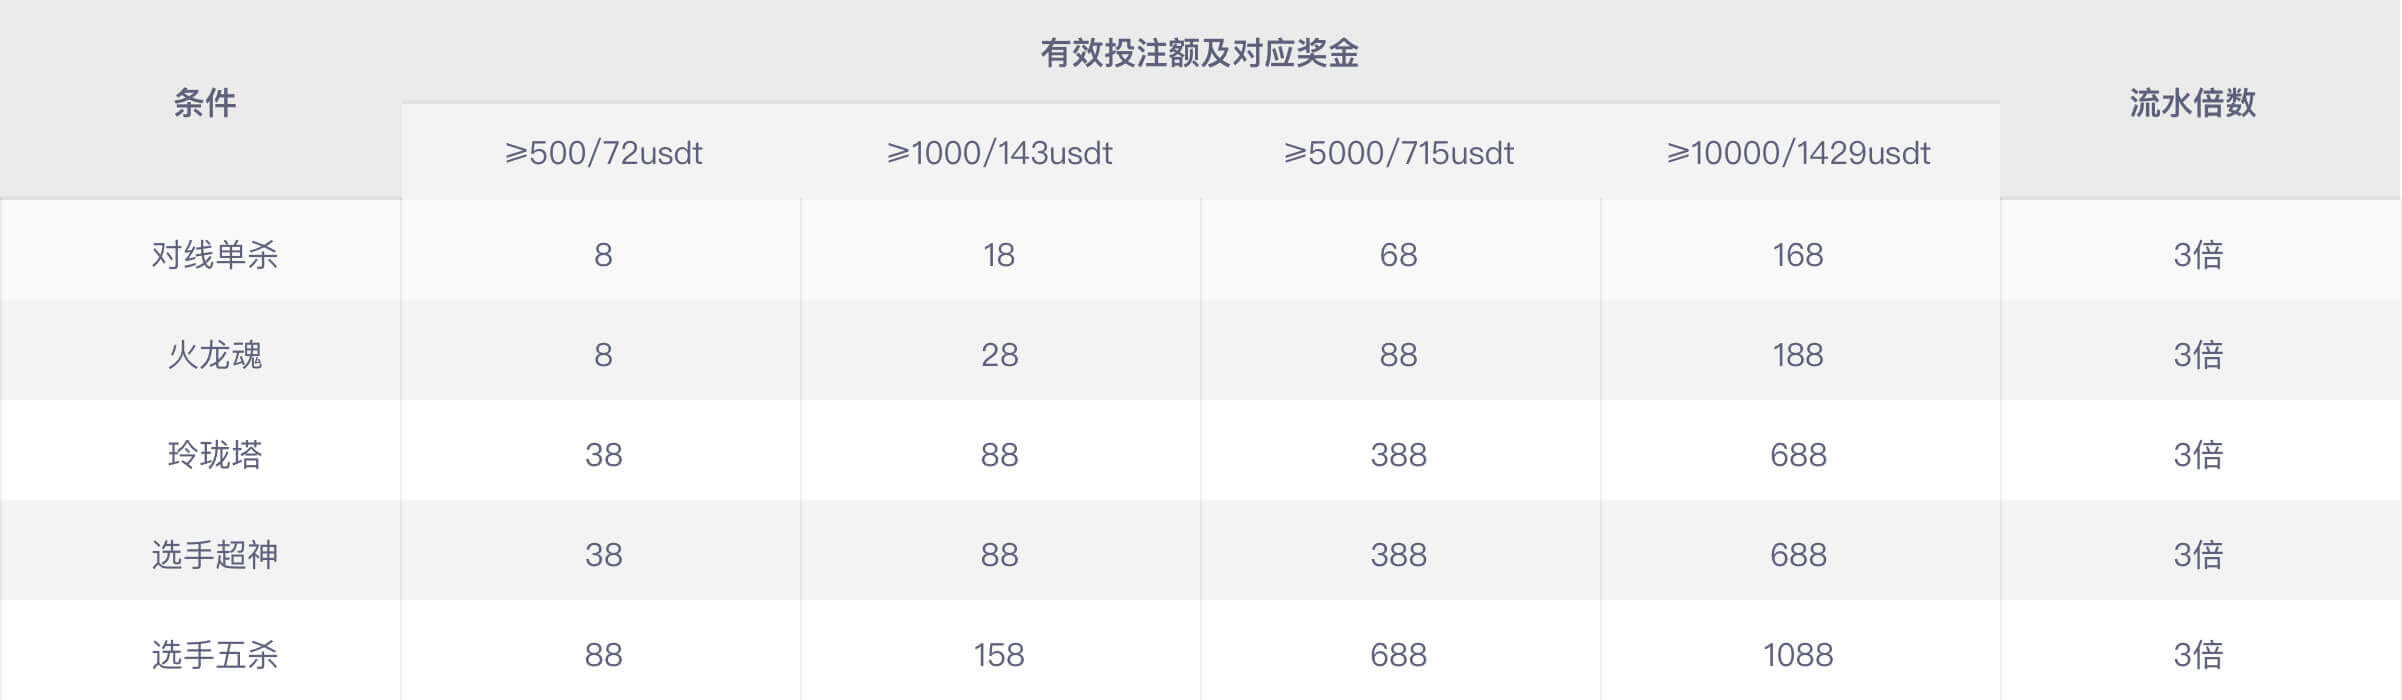 有效投注额及对应奖金
条件 流水倍数
≥500/72usdt ≥1000/143usdt ≥5000/715usdt ≥10000/1429usdt
对线单杀 8 18 68 168 3倍
火龙魂 8 28 88 188 3倍
玲珑塔 38 88 388 688 3倍
选手超神 38 88 388 688 3倍
选手五杀 88 158 688 1088 3倍